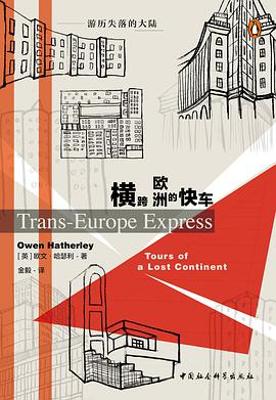 游历失落的大陆
横跨欧洲的快车
Trans-Europe Express
Owen Hatherley
[英]欧文·哈瑟利·著
金毅·译
Tours of
a Lost Continent
中国社会科学出版社